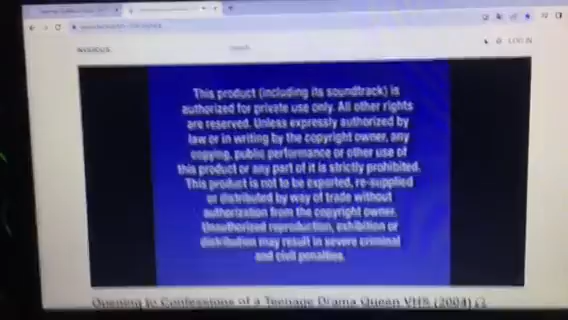 LOG IN
This product (including its soundtrack) is
authorized for private use only. All other rights
are reserved. Unless expressly authorized by
law or in writing by the copyright owner, any
copying, public performance or other use of
this product or any part of it is strictly prohibited.
This product is not to be exported, re-supplied
or distributed by way of trade without
authorization from the copyright owner.
Unauthorized reproduction, exhibition or
distribution may result in severe criminal
and civil penalties.
Opening to Confessions of a Teenage Drama Queen VHS (2004)